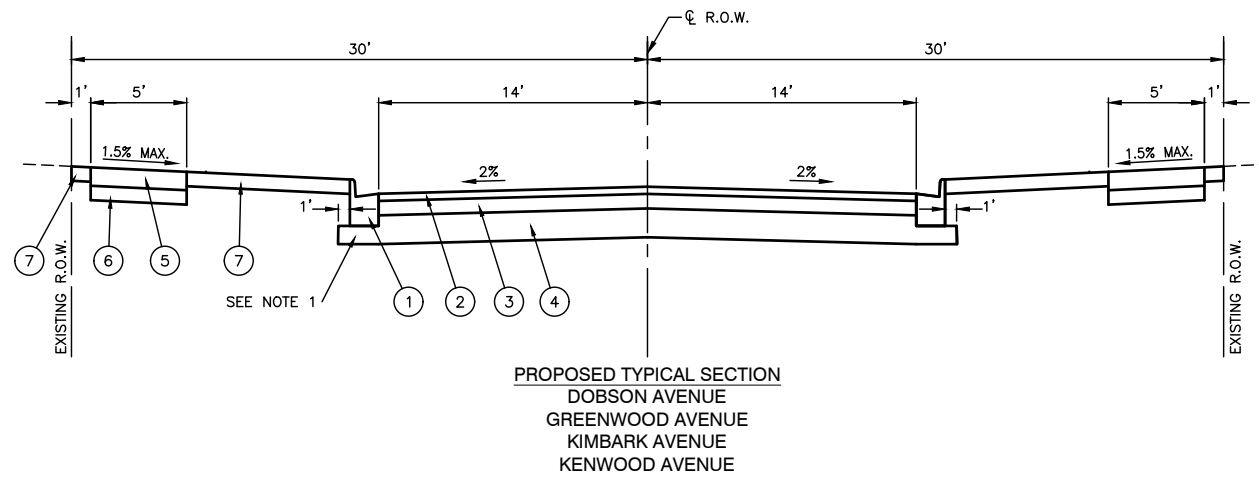 ℄ R.O.W.
30'
30'
1'
5'
14'
14'
5'
1'
1.5% MAX.
2%
2%
1.5% MAX.
1'
1'
7
6
5
7
SEE NOTE 1
1
2
3
4
EXISTING R.O.W.
EXISTING R.O.W.
PROPOSED TYPICAL SECTION
DOBSON AVENUE
GREENWOOD AVENUE
KIMBARK AVENUE
KENWOOD AVENUE